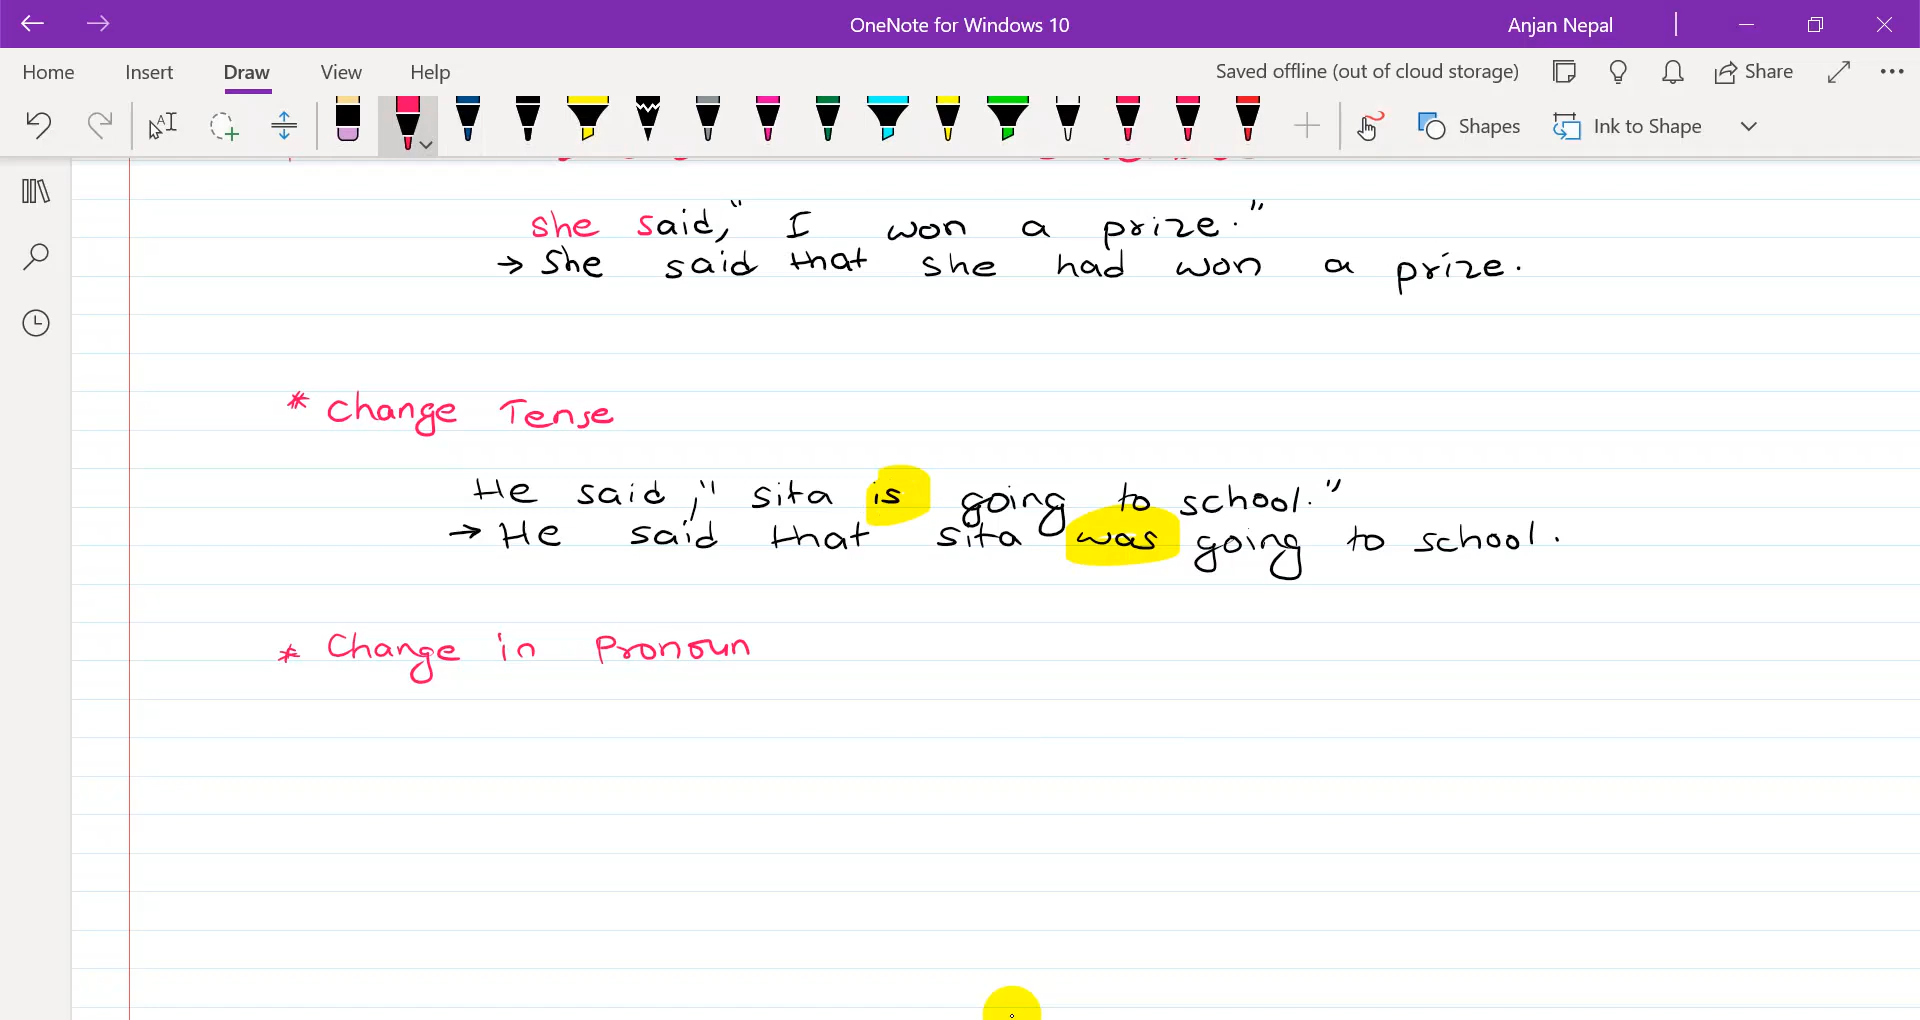 OneNote for Windows 10
Anjan Nepal
Home Insert Draw View Help
Saved offline (out of cloud storage)
Share
Shapes
Ink to Shape
She said," I won a prize."
→ She said that she had won a prize.
* Change Tense
He said," sita is going to school."
→ He said that sita was going to school.
* Change in Pronoun